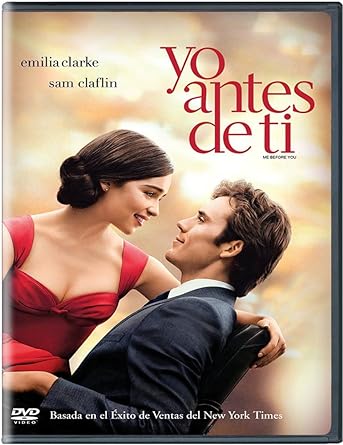 emilia clarke
sam claflin
yo
antes
de ti
ME BEFORE YOU
DVD
VIDEO
Basada en el Éxito de Ventas del New York Times